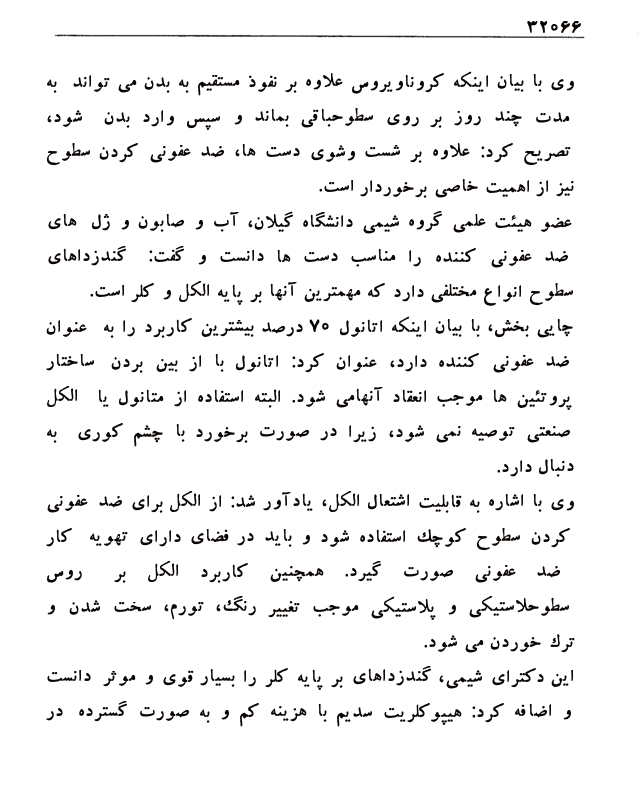 ۳۲۰۶۶
وی با بیان اینکه کروناویروس علاوه بر نفوذ مستقیم به بدن می تواند به
مدت چند روز بر روی سطوحباقی بماند و سپس وارد بدن شود،
تصریح کرد: علاوه بر شست وشوی دست ها، ضد عفونی کردن سطوح
نیز از اهمیت خاصی برخوردار است.
عضو هیئت علمی گروه شیمی دانشگاه گیلان، آب و صابون و ژل های
ضد عفونی کننده را مناسب دست ها دانست و گفت: گندزداهای
سطوح انواع مختلفی دارد که مهمترین آنها بر پایه الکل و کلر است.
چایی بخش، با بیان اینکه اتانول ۷۰ درصد بیشترین کاربرد را به عنوان
ضد عفونی کننده دارد، عنوان کرد: اتانول با از بین بردن ساختار
پروتئین ها موجب انعقاد آنهامی شود. البته استفاده از متانول یا الکل
صنعتی توصیه نمی شود، زیرا در صورت برخورد با چشم کوری به
دنبال دارد.
وی با اشاره به قابلیت اشتعال الکل، یادآور شد: از الکل برای ضد عفونی
کردن سطوح کوچك استفاده شود و باید در فضای دارای تهویه کار
ضد عفونی صورت گیرد. همچنین کاربرد الکل بر روس
سطوحلاستیکی و پلاستیکی موجب تغییر رنگ، تورم، سخت شدن و
ترك خوردن می شود.
این دکترای شیمی، گندزداهای بر پایه کلر را بسیار قوی و موثر دانست
و اضافه کرد: هیپوکلریت سدیم با هزینه کم و به صورت گسترده در